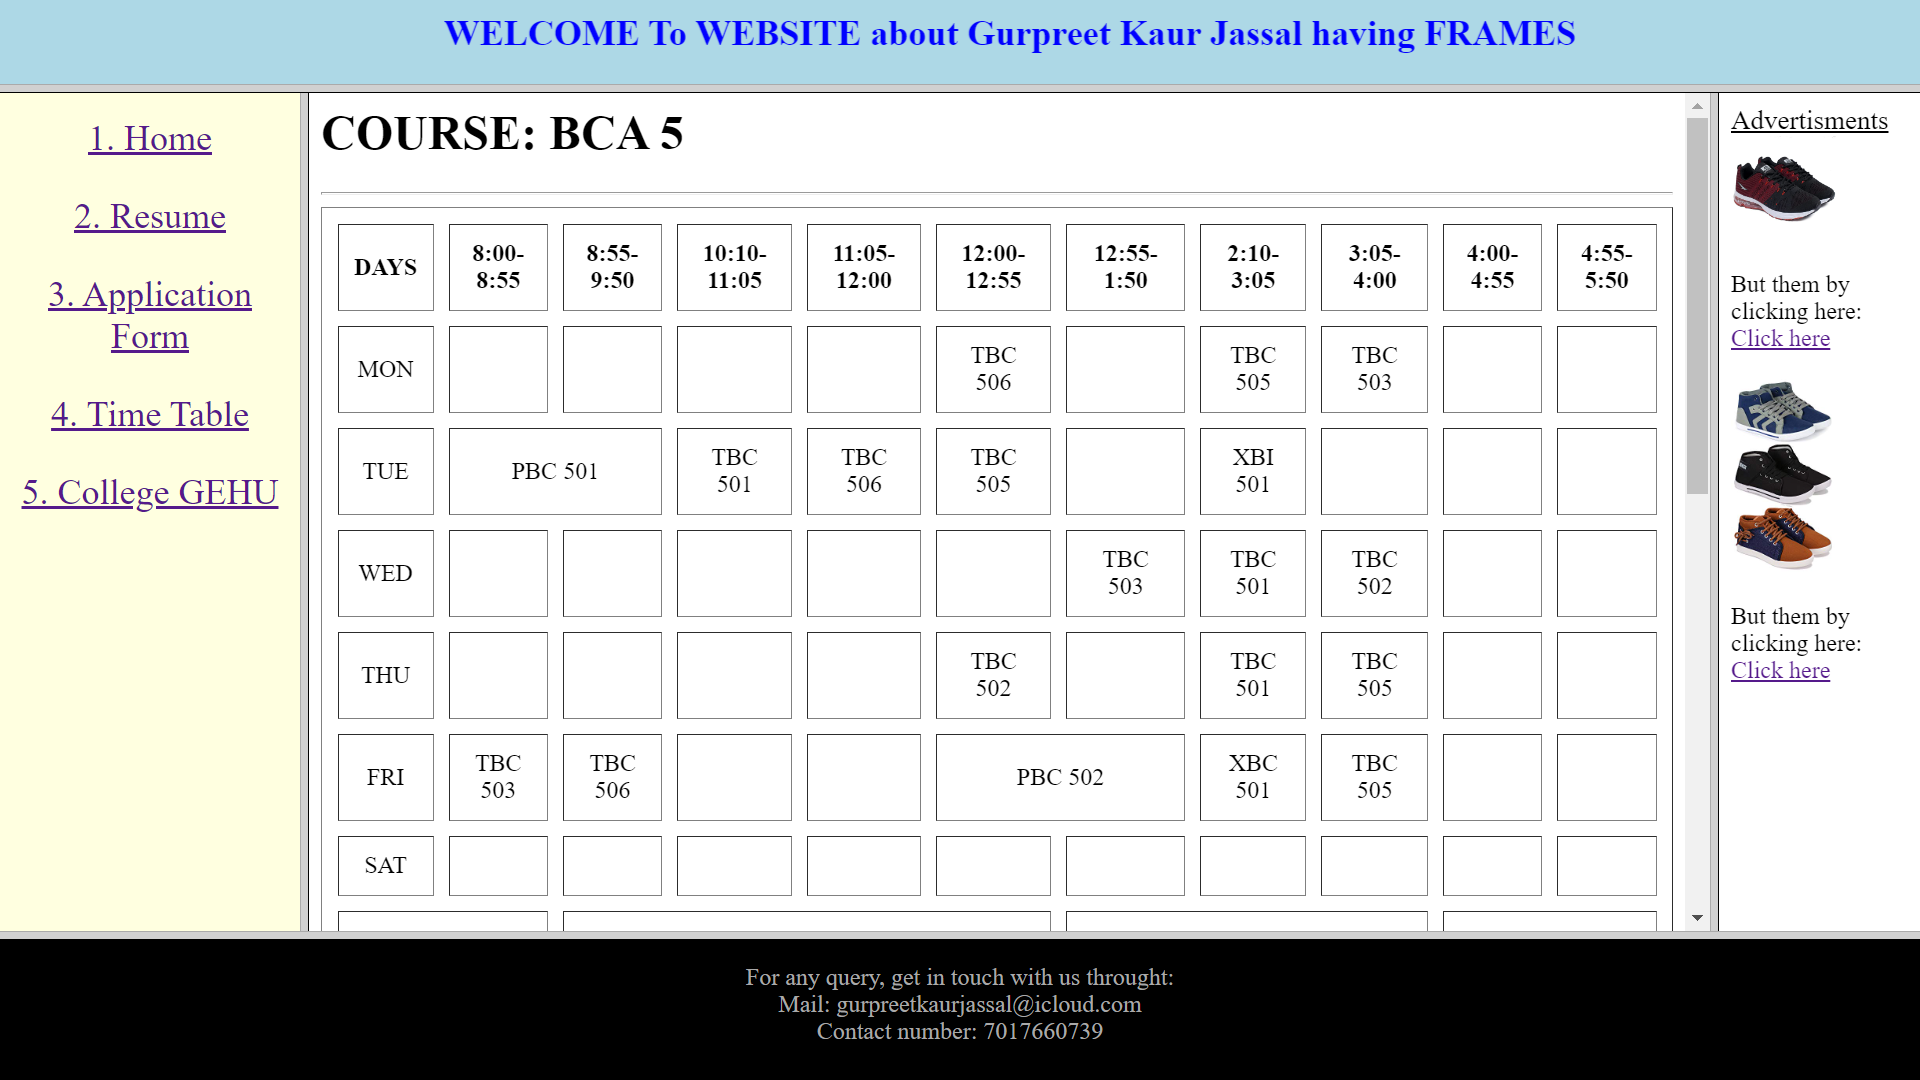 WELCOME To WEBSITE about Gurpreet Kaur Jassal having FRAMES
1. Home
2. Resume
3. Application
Form
4. Time Table
5. College GEHU
COURSE: BCA 5
DAYS 8:00- 8:55- 10:10- 11:05- 12:00- 12:55- 2:10- 3:05- 4:00- 4:55-
8:55 9:50 11:05 12:00 12:55 1:50 3:05 4:00 4:55 5:50
MON TBC TBC TBC
506 505 503
TUE PBC 501 TBC TBC TBC XBI
501 506 505 501
WED TBC TBC TBC
503 501 502
THU TBC TBC TBC
502 501 505
FRI TBC TBC PBC 502 XBC TBC
503 506 501 505
SAT
Advertisments
But them by
clicking here:
Click here
But them by
clicking here:
Click here
For any query, get in touch with us throught:
Mail: gurpreetkaurjassal@icloud.com
Contact number: 7017660739